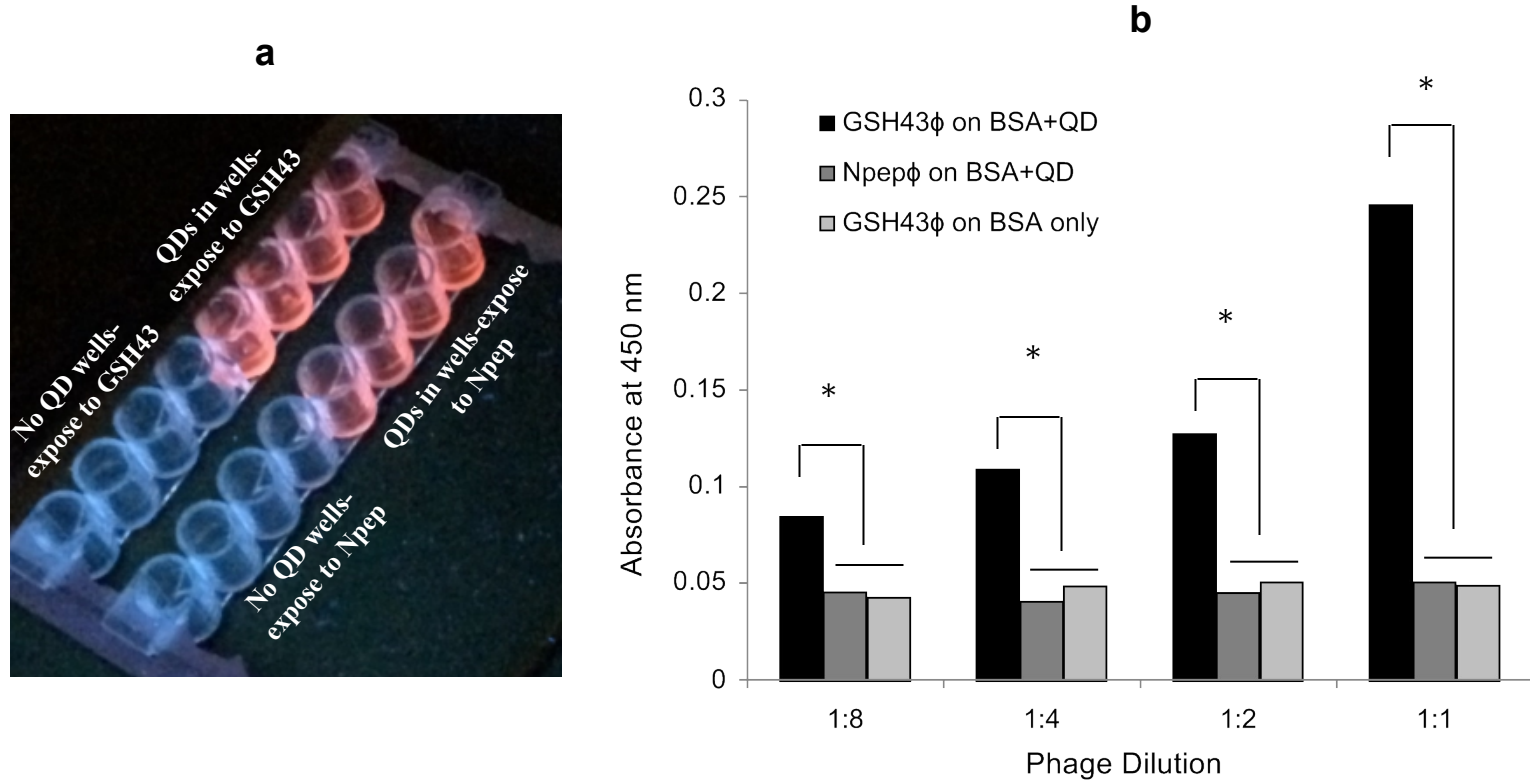 a
QDs in wells-
expose to GSH43
No QD wells-
expose to GSH43
QDs in wells-expose
to Npep
No QD wells-
expose to Npep
b
Absorbance at 450 nm
0.3
0.25
0.2
0.15
0.1
0.05
0
GSH43ϕ on BSA+QD
Npepϕ on BSA+QD
GSH43ϕ on BSA only
*
*
*
*
1:8
1:4
1:2
1:1
Phage Dilution